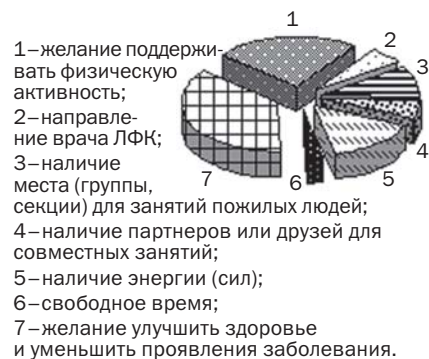 1
2
3
4
5
6
7
1–желание поддержи-
вать физическую
активность;
2–направле-
ние врача ЛФК;
3–наличие
места (группы,
секции) для занятий пожилых людей;
4–наличие партнеров или друзей для
совместных занятий;
5–наличие энергии (сил);
6–свободное время;
7–желание улучшить здоровье
и уменьшить проявления заболевания.